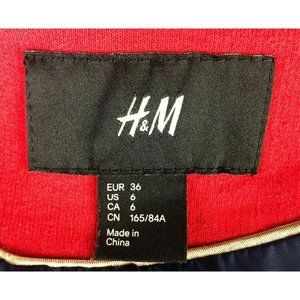 H&M
EUR 36
US 6
CA 6
CN 165/84A
Made in
China